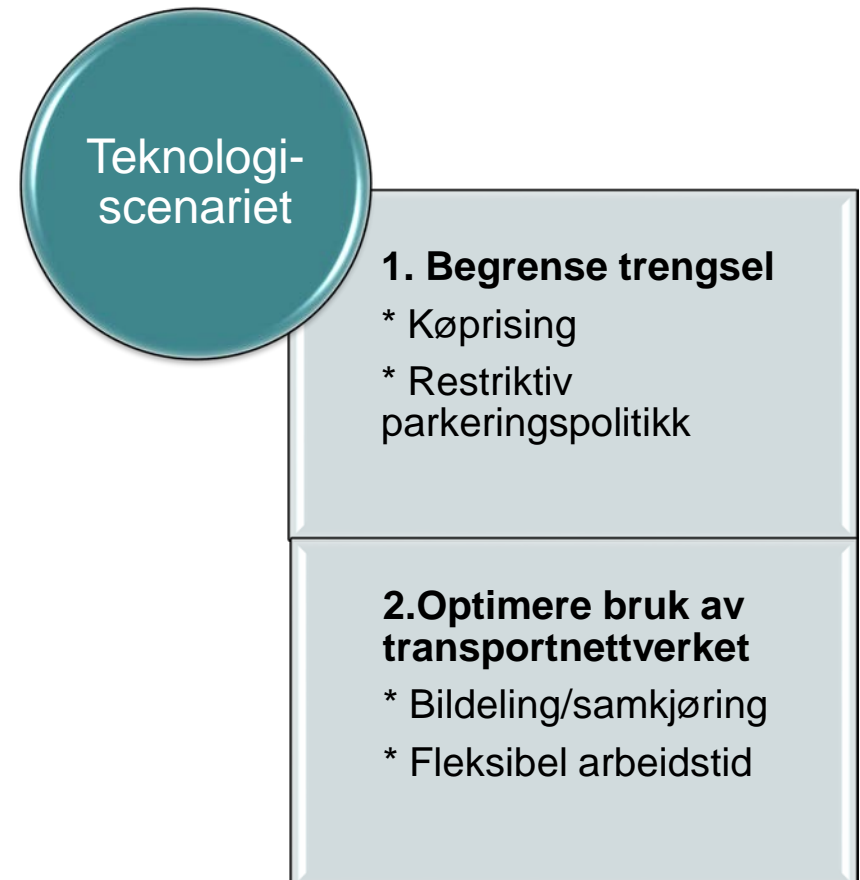 Teknologi-
scenariet
1. Begrense trengsel
* Køprising
* Restriktiv
parkeringspolitikk
2.Optimere bruk av
transportnettverket
* Bildeling/samkjøring
* Fleksibel arbeidstid